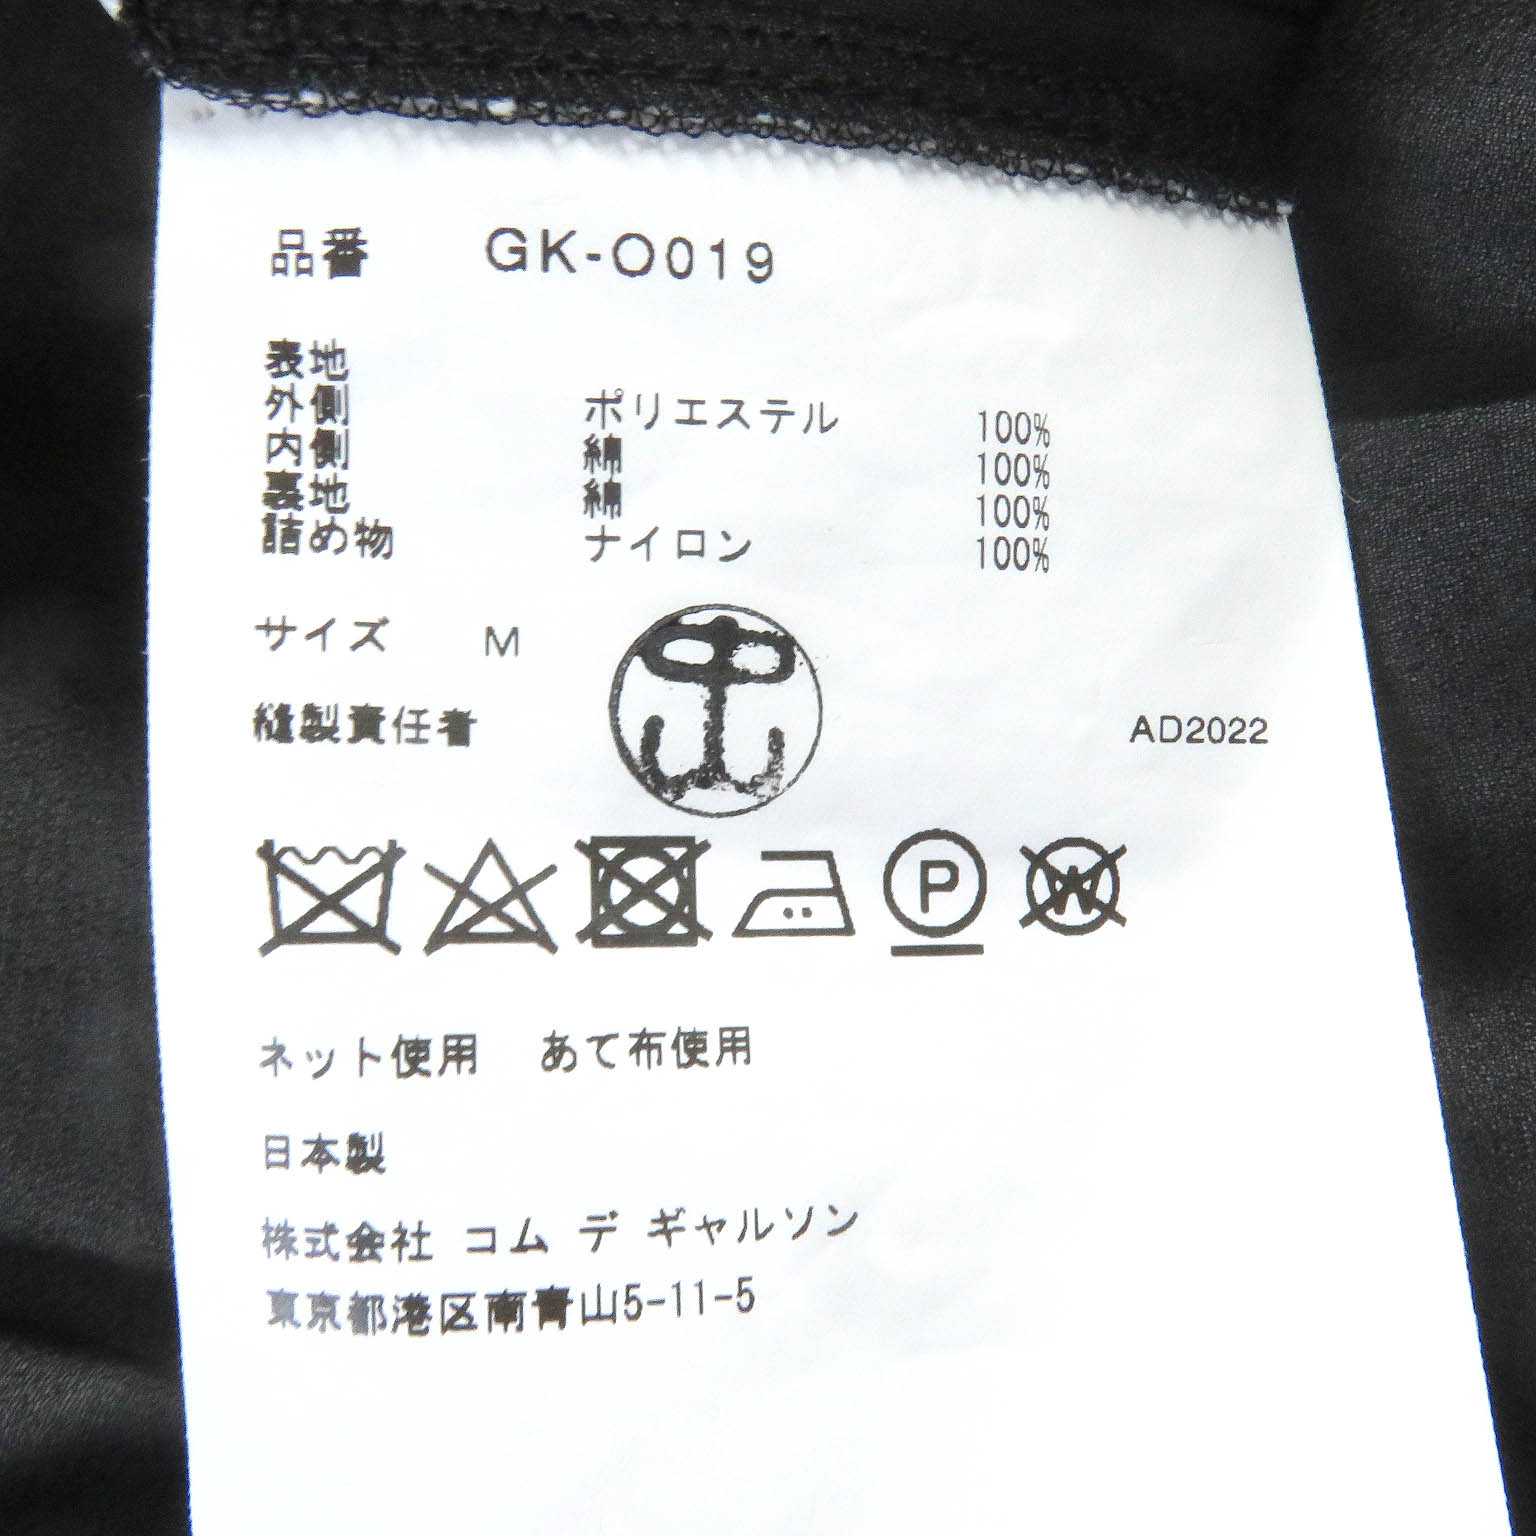 品番 GK-O019
表地
外側 ポリエステル 100%
内側 綿 100%
裏地 綿 100%
詰め物 ナイロン 100%
サイズ M
縫製責任者 中山 AD2022
P W
ネット使用 あて布使用
日本製
株式会社 コム デ ギャルソン
東京都港区南青山5-11-5